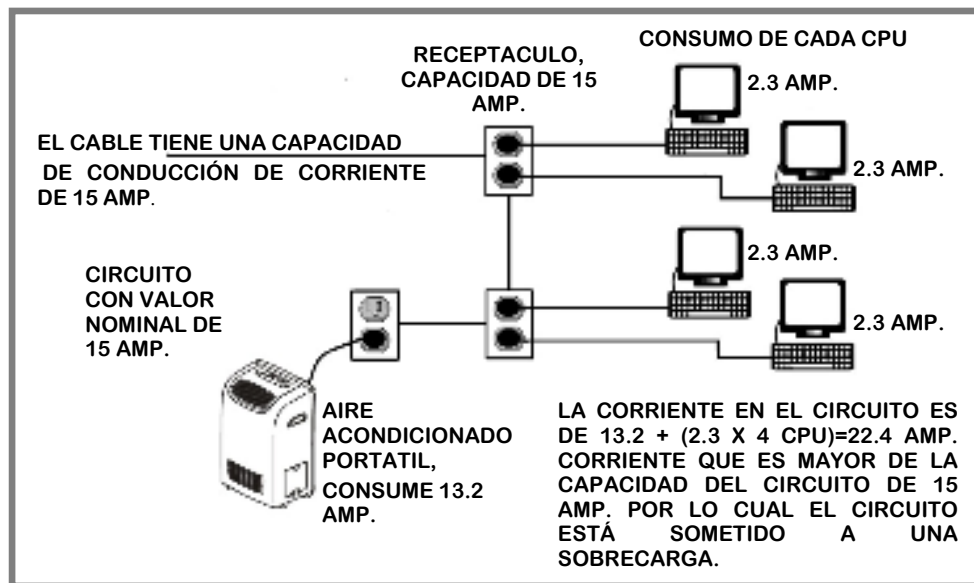 CONSUMO DE CADA CPU
RECEPTACULO,
CAPACIDAD DE 15
AMP.
2.3 AMP.
EL CABLE TIENE UNA CAPACIDAD
DE CONDUCCIÓN DE CORRIENTE
DE 15 AMP.
2.3 AMP.
2.3 AMP.
CIRCUITO
CON VALOR
NOMINAL DE
15 AMP.
2.3 AMP.
AIRE
ACONDICIONADO
PORTATIL,
CONSUME 13.2
AMP.
LA CORRIENTE EN EL CIRCUITO ES
DE 13.2 + (2.3 X 4 CPU)=22.4 AMP.
CORRIENTE QUE ES MAYOR DE LA
CAPACIDAD DEL CIRCUITO DE 15
AMP. POR LO CUAL EL CIRCUITO
ESTÁ SOMETIDO A UNA
SOBRECARGA.